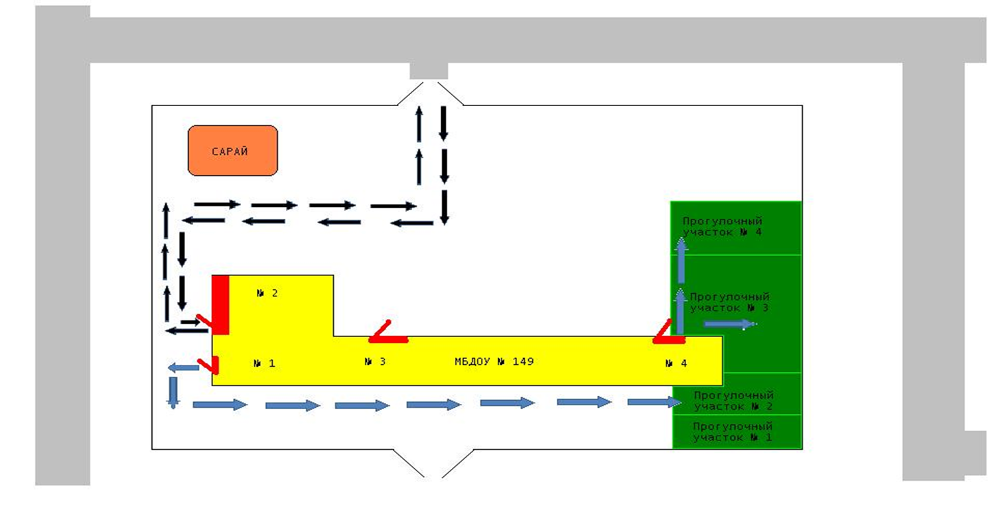 САРАЙ
Прогулочный
участок № 4
№ 2
Прогулочный
участок № 3
№ 1
№ 3
МБДОУ № 149
№ 4
Прогулочный
участок № 2
Прогулочный
участок № 1